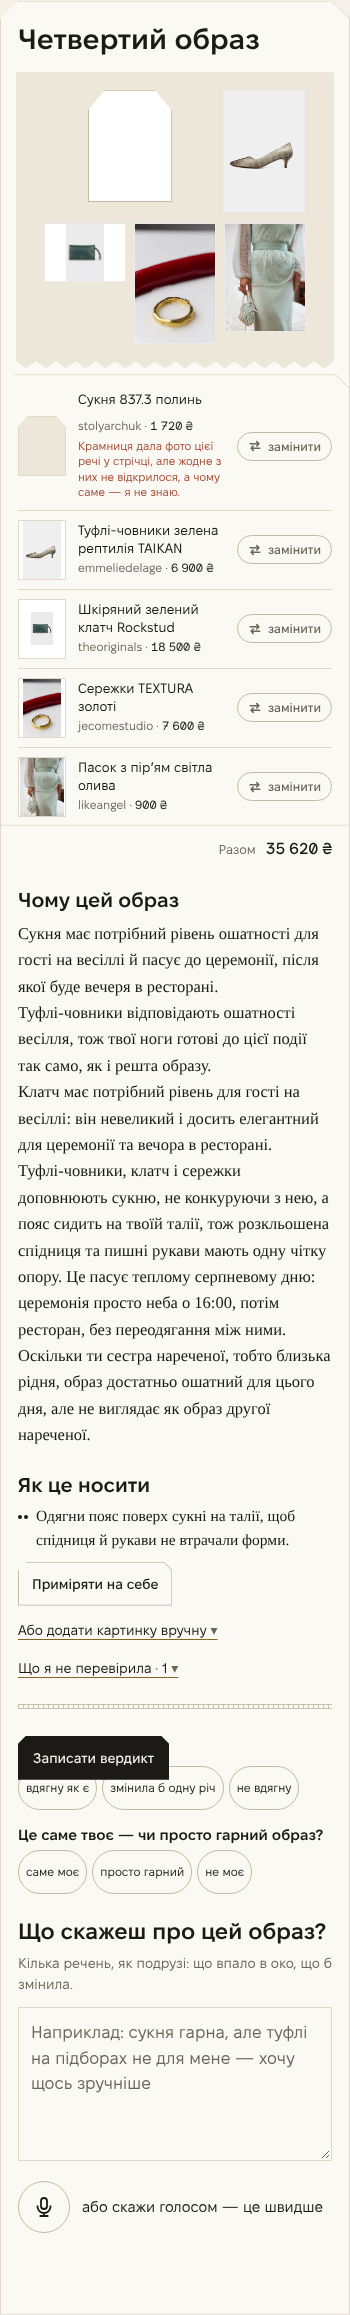 Четвертий образ
Сукня 837.3 полинь
stolyarchuk · 1 720 ₴
Крамниця дала фото цієї
речі у стрічці, але жодне з
них не відкрилося, а чому
саме — я не знаю.
⇄ замінити
Туфлі-човники зелена
рептилія TAIKAN
emmeliedelage · 6 900 ₴
⇄ замінити
Шкіряний зелений
клатч Rockstud
theoriginals · 18 500 ₴
⇄ замінити
Сережки TEXTURA
золоті
jecomestudio · 7 600 ₴
⇄ замінити
Пасок з пір’ям світла
олива
likeangel · 900 ₴
⇄ замінити
Разом 35 620 ₴
Чому цей образ
Сукня має потрібний рівень ошатності для
гості на весіллі й пасує до церемонії, після
якої буде вечеря в ресторані.
Туфлі-човники відповідають ошатності
весілля, тож твої ноги готові до цієї події
так само, як і решта образу.
Клатч має потрібний рівень для гості на
весіллі: він невеликий і досить елегантний
для церемонії та вечора в ресторані.
Туфлі-човники, клатч і сережки
доповнюють сукню, не конкуруючи з нею, а
пояс сидить на твоїй талії, тож розкльошена
спідниця та пишні рукави мають одну чітку
опору. Це пасує теплому серпневому дню:
церемонія просто неба о 16:00, потім
ресторан, без переодягання між ними.
Оскільки ти сестра нареченої, тобто близька
рідня, образ достатньо ошатний для цього
дня, але не виглядає як образ другої
нареченої.
Як це носити
•• Одягни пояс поверх сукні на талії, щоб
спідниця й рукави не втрачали форми.
Приміряти на себе
Або додати картинку вручну ▾
Що я не перевірила · 1 ▾
Записати вердикт
вдягну як є
змінила б одну річ
не вдягну
Це саме твоє — чи просто гарний образ?
саме моє
просто гарний
не моє
Що скажеш про цей образ?
Кілька речень, як подрузі: що впало в око, що б
змінила.
Наприклад: сукня гарна, але туфлі
на підборах не для мене — хочу
щось зручніше
або скажи голосом — це швидше